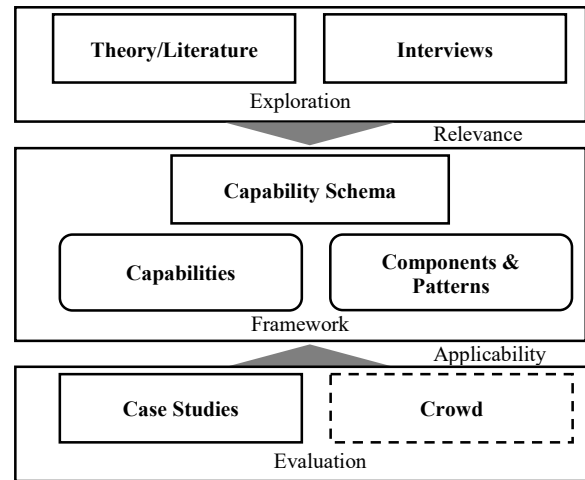 Theory/Literature
Interviews
Exploration
Relevance
Capability Schema
Capabilities
Components &
Patterns
Framework
Applicability
Case Studies
Crowd
Evaluation